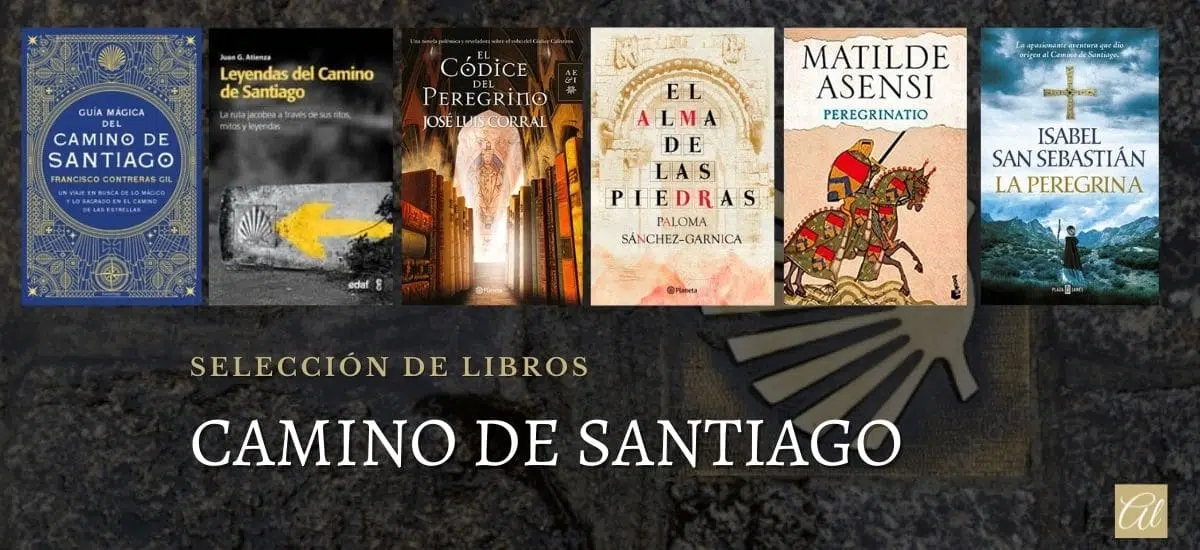 GUÍA MÁGICA
DEL
CAMINO DE
SANTIAGO
FRANCISCO CONTRERAS GIL
UN VIAJE EN BUSCA DE LO MÁGICO
Y LO SAGRADO EN EL CAMINO
DE LAS ESTRELLAS
Juan G. Atienza
Leyendas del Camino
de Santiago
La ruta jacobea a través de sus ritos,
mitos y leyendas
edaf
Una novela polémica y reveladora sobre el robo del Códice Calixtino.
EL
CÓDICE
DEL
PEREGRINO
JOSÉ LUIS CORRAL
AE
&I
Planeta
EL
ALMA
DE
LAS
PIEDRAS
PALOMA
SÁNCHEZ-GARNICA
Planeta
MATILDE
ASENSI
PEREGRINATIO
Booket
La apasionante aventura que dio
origen al Camino de Santiago.
ISABEL
SAN SEBASTIÁN
LA PEREGRINA
PLAZA JANÉS
SELECCIÓN DE LIBROS
CAMINO DE SANTIAGO